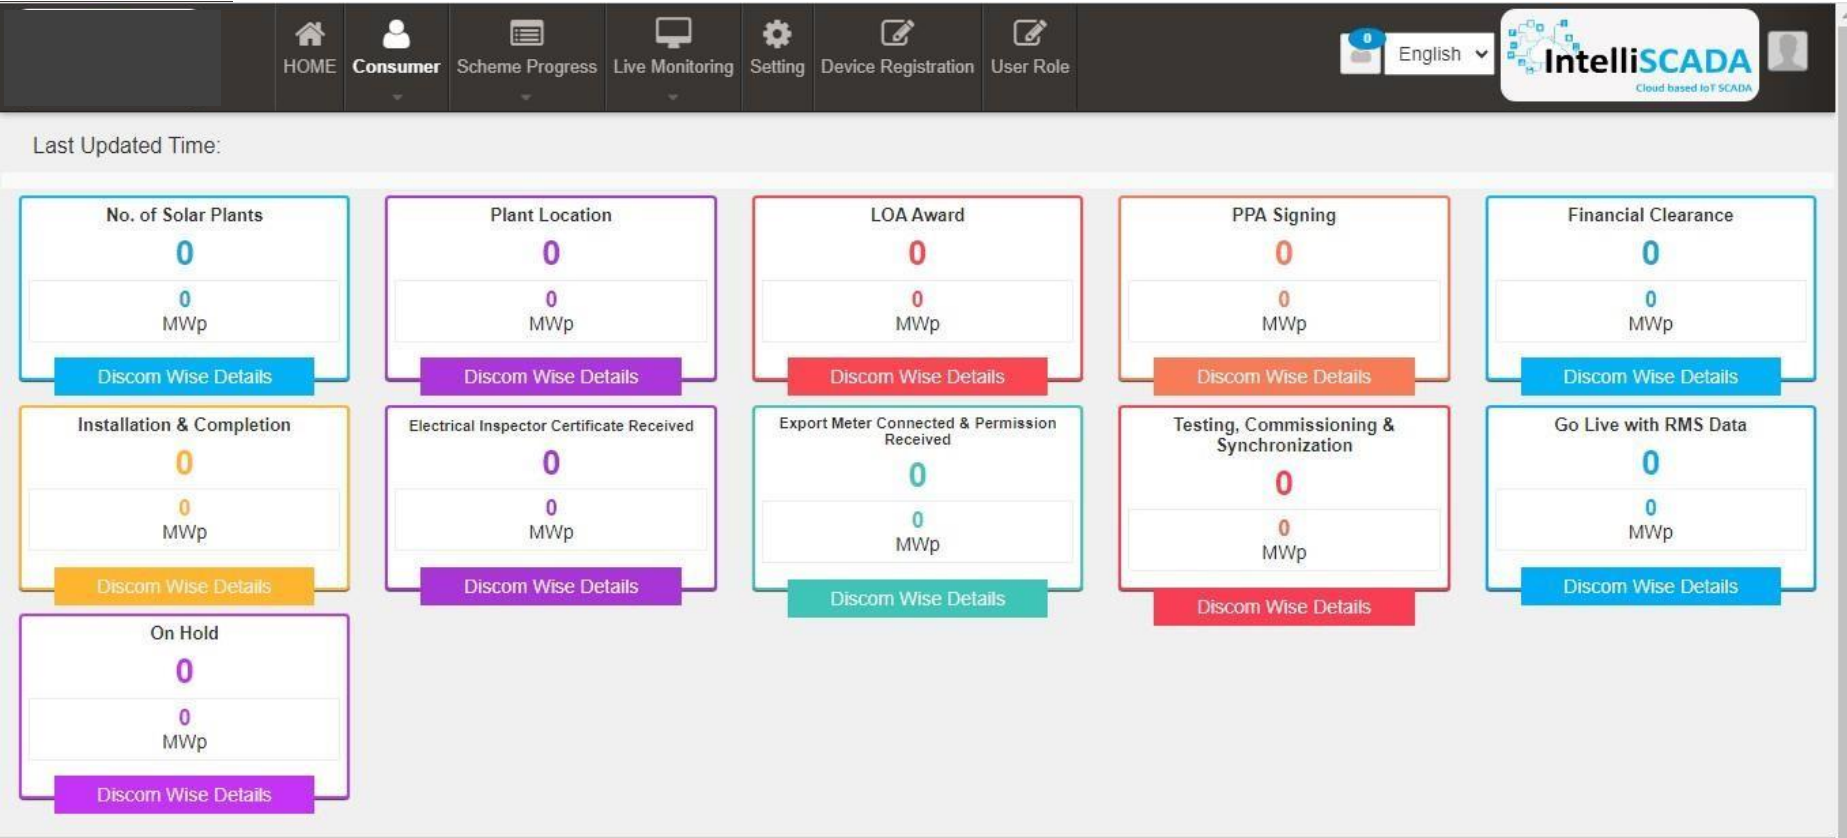 HOME
Consumer
Scheme Progress
Live Monitoring
Setting
Device Registration
User Role
0
English
IntelliSCADA
Cloud based IoT SCADA
Last Updated Time:
No. of Solar Plants
0
0
MWp
Discom Wise Details
Plant Location
0
0
MWp
Discom Wise Details
LOA Award
0
0
MWp
Discom Wise Details
PPA Signing
0
0
MWp
Discom Wise Details
Financial Clearance
0
0
MWp
Discom Wise Details
Installation & Completion
0
0
MWp
Discom Wise Details
Electrical Inspector Certificate Received
0
0
MWp
Discom Wise Details
Export Meter Connected & Permission
Received
0
0
MWp
Discom Wise Details
Testing, Commissioning &
Synchronization
0
0
MWp
Discom Wise Details
Go Live with RMS Data
0
0
MWp
Discom Wise Details
On Hold
0
0
MWp
Discom Wise Details